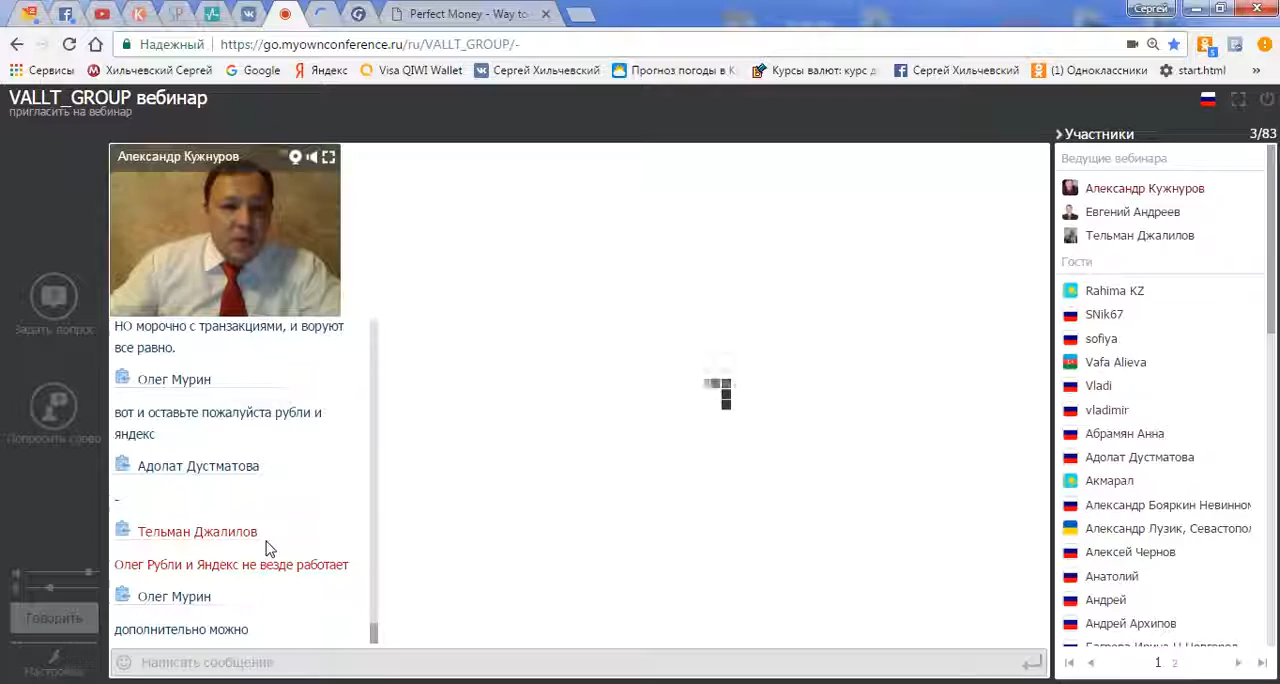 Perfect Money - Way to
Сергей
Надежный
https://go.myownconference.ru/ru/VALLT_GROUP/-
Сервисы
Хильчевский Сергей
Google
Яндекс
Visa QIWI Wallet
Сергей Хильчевский
Прогноз погоды в К
Курсы валют: курс д
Сергей Хильчевский
(1) Одноклассники
start.html
VALLT_GROUP вебинар
пригласить на вебинар
Участники 3/83
Александр Кужнуров
Ведущие вебинара
Александр Кужнуров
Евгений Андреев
Тельман Джалилов
Гости
Rahima KZ
SNik67
sofiya
Vafa Alieva
Vladi
vladimir
Абрамян Анна
Адолат Дустматова
Акмарал
Александр Бояркин Невинном
Александр Лузик, Севастопол
Алексей Чернов
Анатолий
Андрей
Андрей Архипов
1 2
Задать вопрос
Попросить слово
Говорить
Настройки
НО морочно с транзакциями, и воруют
все равно.
Олег Мурин
вот и оставьте пожалуйста рубли и
яндекс
Адолат Дустматова
-
Тельман Джалилов
Олег Рубли и Яндекс не везде работает
Олег Мурин
дополнительно можно
Написать сообщение